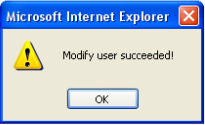 Microsoft Internet Explorer
Modify user succeeded!
OK